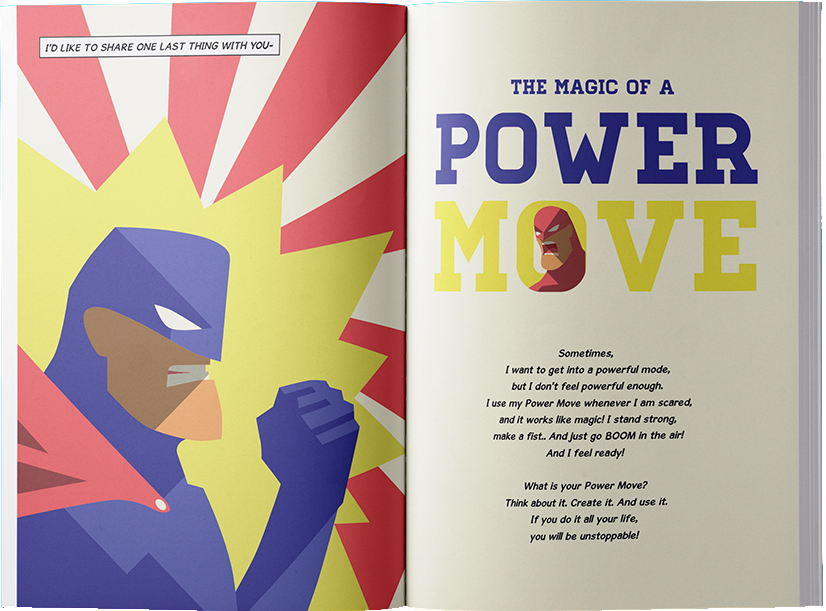 I'D LIKE TO SHARE ONE LAST THING WITH YOU-
THE MAGIC OF A
POWER
MOVE
Sometimes,
I want to get into a powerful mode,
but I don't feel powerful enough.
I use my Power Move whenever I am scared,
and it works like magic! I stand strong,
make a fist.. And just go BOOM in the air!
And I feel ready!
What is your Power Move?
Think about it. Create it. And use it.
If you do it all your life,
you will be unstoppable!